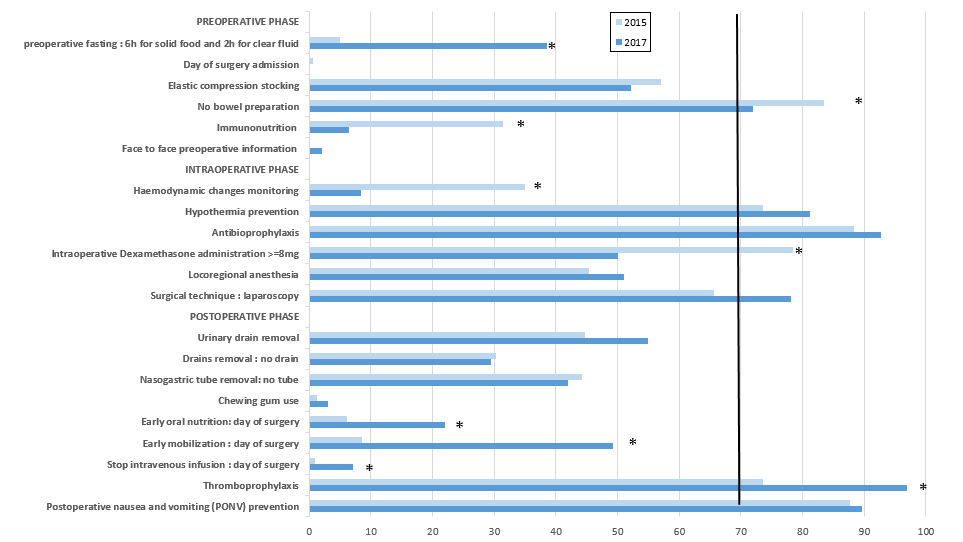 PREOPERATIVE PHASE
2015
2017
preoperative fasting : 6h for solid food and 2h for clear fluid
*
Day of surgery admission
Elastic compression stocking
No bowel preparation
*
Immunonutrition
*
Face to face preoperative information
INTRAOPERATIVE PHASE
Haemodynamic changes monitoring
*
Hypothermia prevention
Antibioprophylaxis
Intraoperative Dexamethasone administration >=8mg
*
Locoregional anesthesia
Surgical technique : laparoscopy
POSTOPERATIVE PHASE
Urinary drain removal
Drains removal : no drain
Nasogastric tube removal: no tube
Chewing gum use
Early oral nutrition: day of surgery
*
Early mobilization : day of surgery
*
Stop intravenous infusion : day of surgery
*
Thromboprophylaxis
*
Postoperative nausea and vomiting (PONV) prevention
0 10 20 30 40 50 60 70 80 90 100